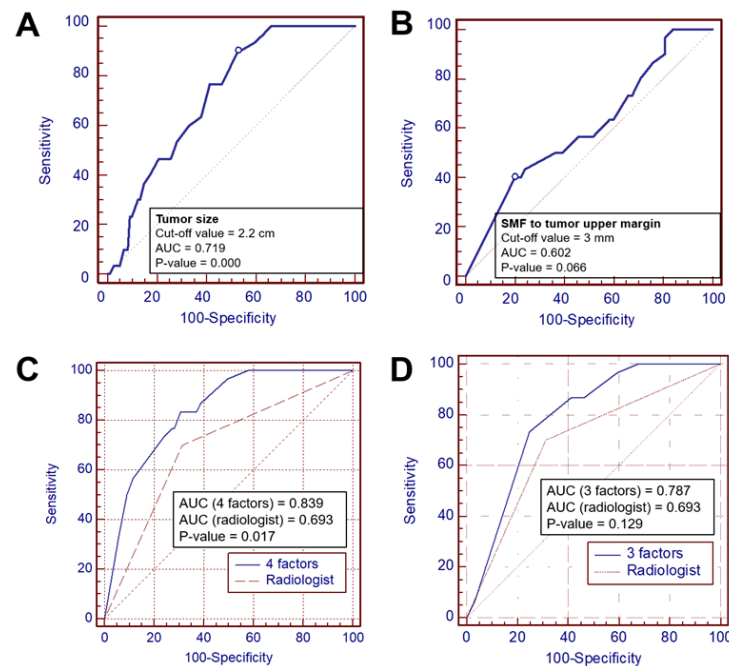 A
100
80
60
40
20
0
Sensitivity
Tumor size
Cut-off value = 2.2 cm
AUC = 0.719
P-value = 0.000
0 20 40 60 80 100
100-Specificity
B
100
80
60
40
20
0
Sensitivity
SMF to tumor upper margin
Cut-off value = 3 mm
AUC = 0.602
P-value = 0.066
0 20 40 60 80 100
100-Specificity
C
100
80
60
40
20
0
Sensitivity
AUC (4 factors) = 0.839
AUC (radiologist) = 0.693
P-value = 0.017
4 factors
Radiologist
0 20 40 60 80 100
100-Specificity
D
100
80
60
40
20
0
Sensitivity
AUC (3 factors) = 0.787
AUC (radiologist) = 0.693
P-value = 0.129
3 factors
Radiologist
0 20 40 60 80 100
100-Specificity